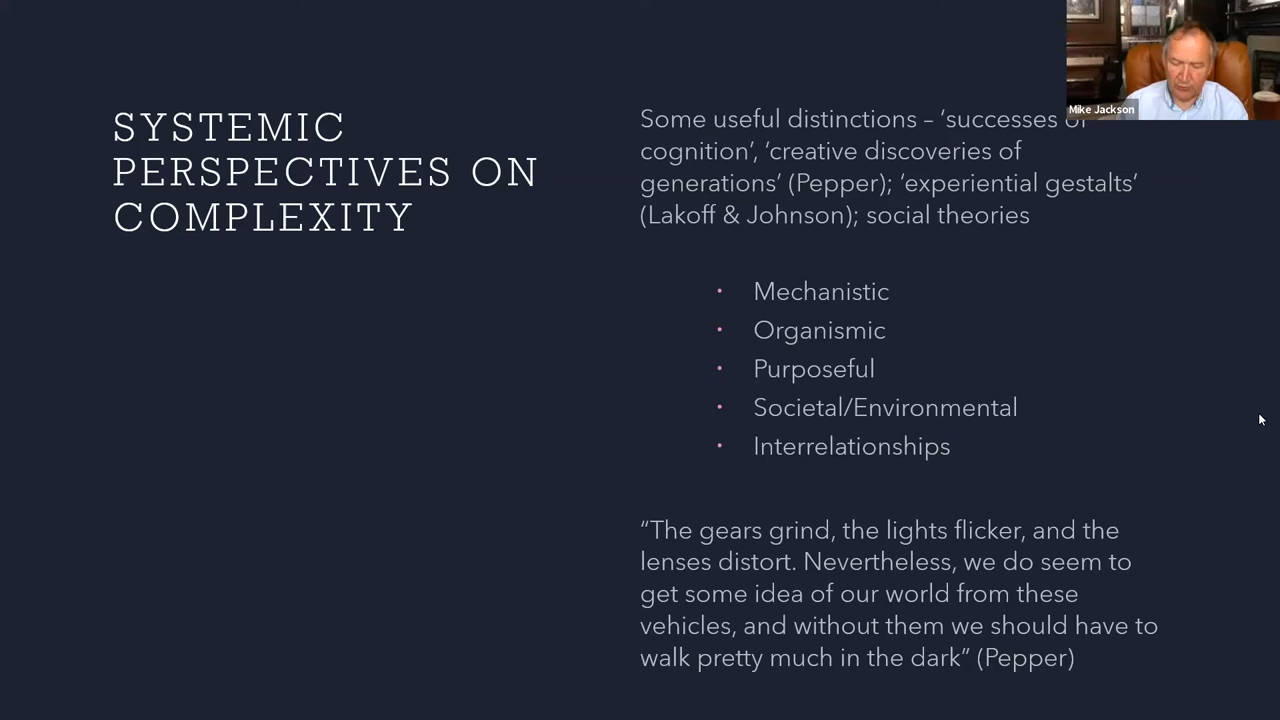 Mike Jackson
SYSTEMIC
PERSPECTIVES ON
COMPLEXITY
Some useful distinctions – ‘successes of
cognition’, ‘creative discoveries of
generations’ (Pepper); ‘experiential gestalts’
(Lakoff & Johnson); social theories
• Mechanistic
• Organismic
• Purposeful
• Societal/Environmental
• Interrelationships
“The gears grind, the lights flicker, and the
lenses distort. Nevertheless, we do seem to
get some idea of our world from these
vehicles, and without them we should have to
walk pretty much in the dark” (Pepper)